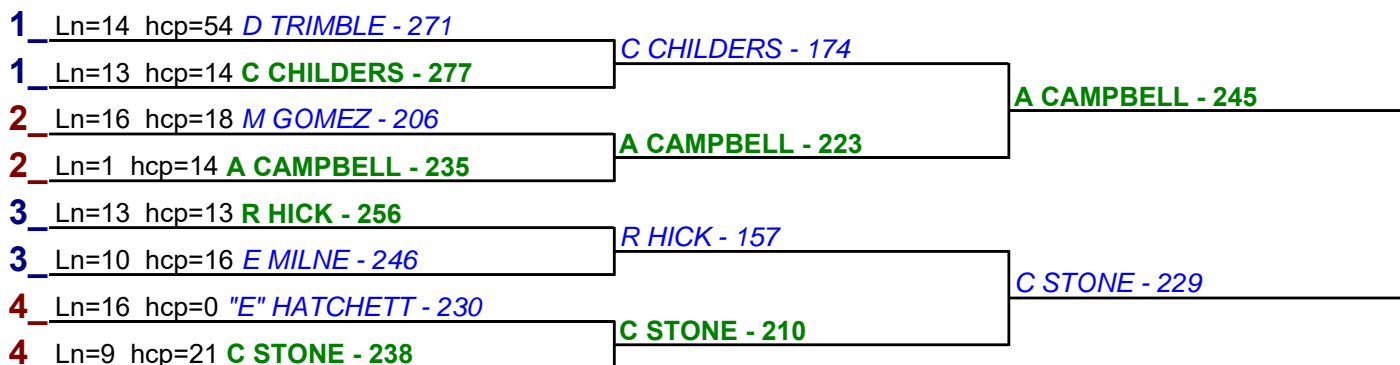 1_ Ln=14 hcp=54 D TRIMBLE - 271
C CHILDERS - 174
1_ Ln=13 hcp=14 C CHILDERS - 277
A CAMPBELL - 245
2_ Ln=16 hcp=18 M GOMEZ - 206
A CAMPBELL - 223
2_ Ln=1 hcp=14 A CAMPBELL - 235
3_ Ln=13 hcp=13 R HICK - 256
R HICK - 157
3_ Ln=10 hcp=16 E MILNE - 246
C STONE - 229
4_ Ln=16 hcp=0 "E" HATCHETT - 230
C STONE - 210
4 Ln=9 hcp=21 C STONE - 238